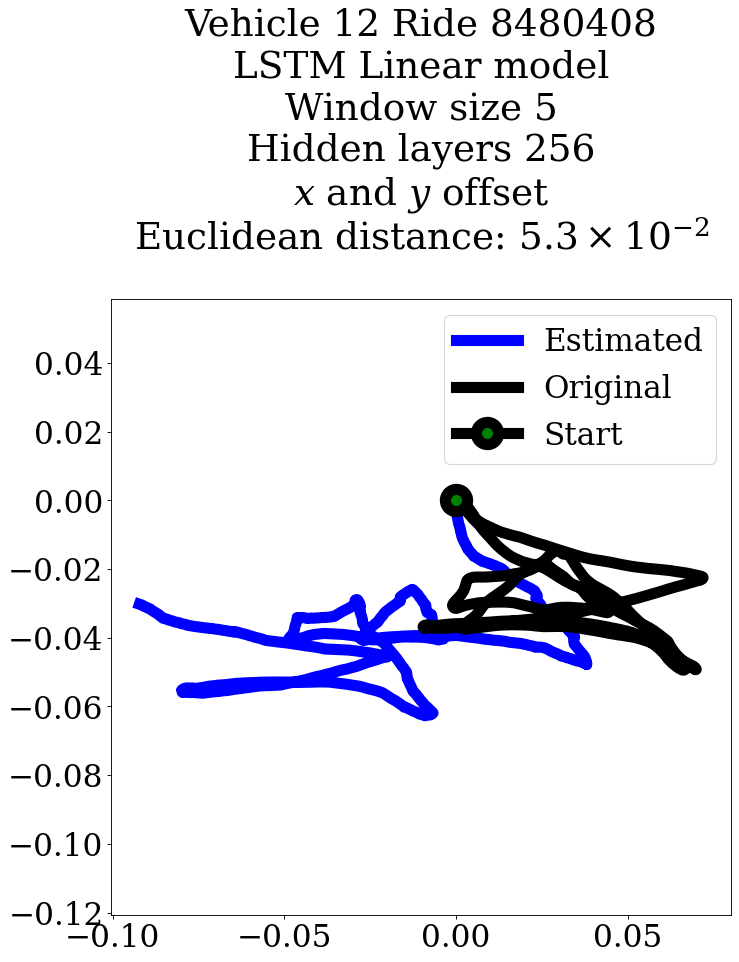 Vehicle 12 Ride 8480408
LSTM Linear model
Window size 5
Hidden layers 256
x and y offset
Euclidean distance: 5.3 × 10⁻²
Estimated
Original
Start
0.04
0.02
0.00
−0.02
−0.04
−0.06
−0.08
−0.10
−0.12
−0.10 −0.05 0.00 0.05